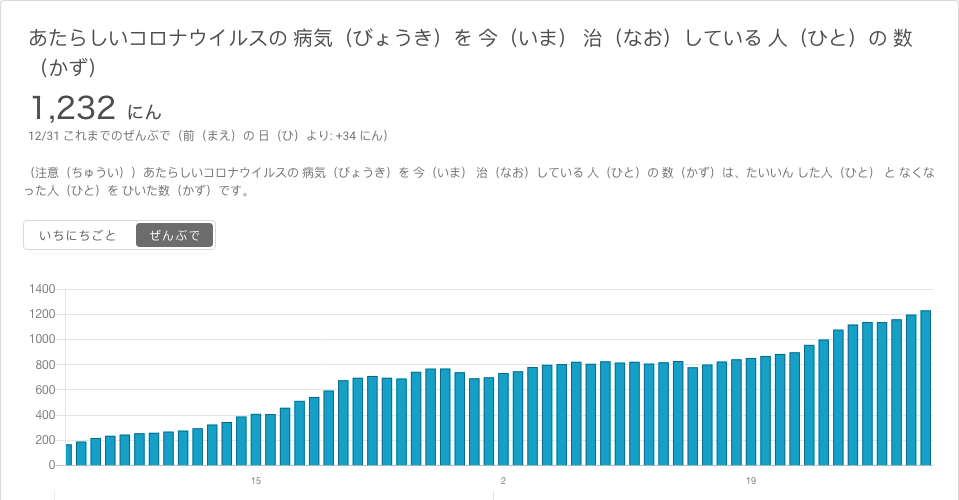 あたらしいコロナウイルスの 病気（びょうき）を 今（いま） 治（なお）している 人（ひと）の 数
（かず）
1,232 にん
12/31 これまでのぜんぶで（前（まえ）の 日（ひ）より: +34 にん）
（注意（ちゅうい））あたらしいコロナウイルスの 病気（びょうき）を 今（いま） 治（なお）している 人（ひと）の 数（かず）は、たいいん した人（ひと） と なくな
った人（ひと）を ひいた数（かず）です。
いちにちごと ぜんぶで
1400
1200
1000
800
600
400
200
0
15 2 19